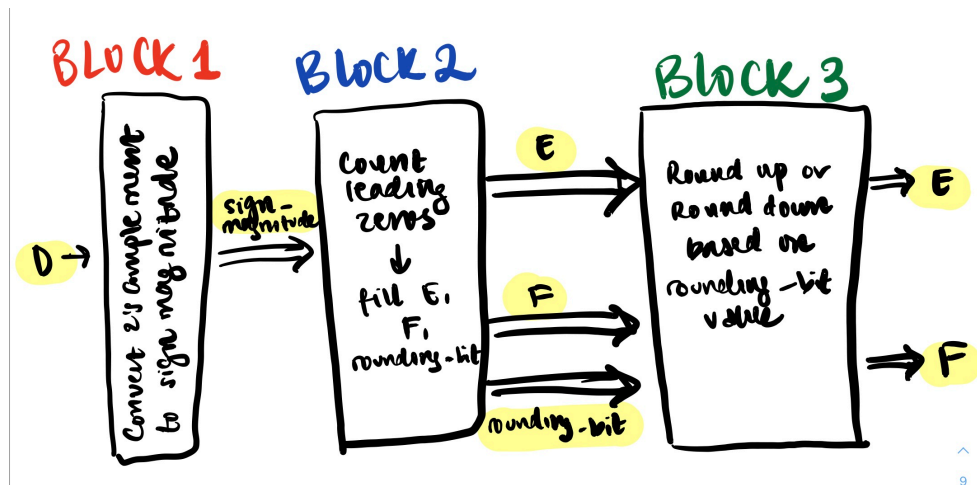 BLOCK 1
BLOCK 2
BLOCK 3
D
Convert 2's complement
to sign magnitude
sign-
magnitude
Count
leading
zeros
fill E,
F,
rounding-bit
E
F
rounding-bit
Round up or
Round down
based on
rounding-bit
value
E
F
9